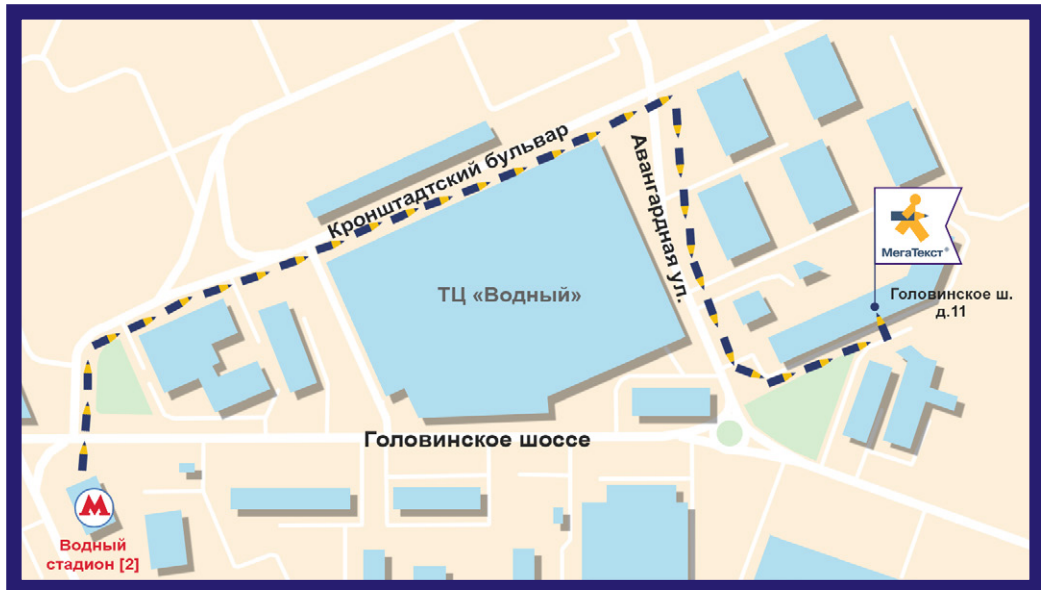 Кронштадтский бульвар
Авангардная ул.
МегаТекст®
ТЦ «Водный»
Головинское ш.
д.11
Головинское шоссе
М
Водный
стадион [2]